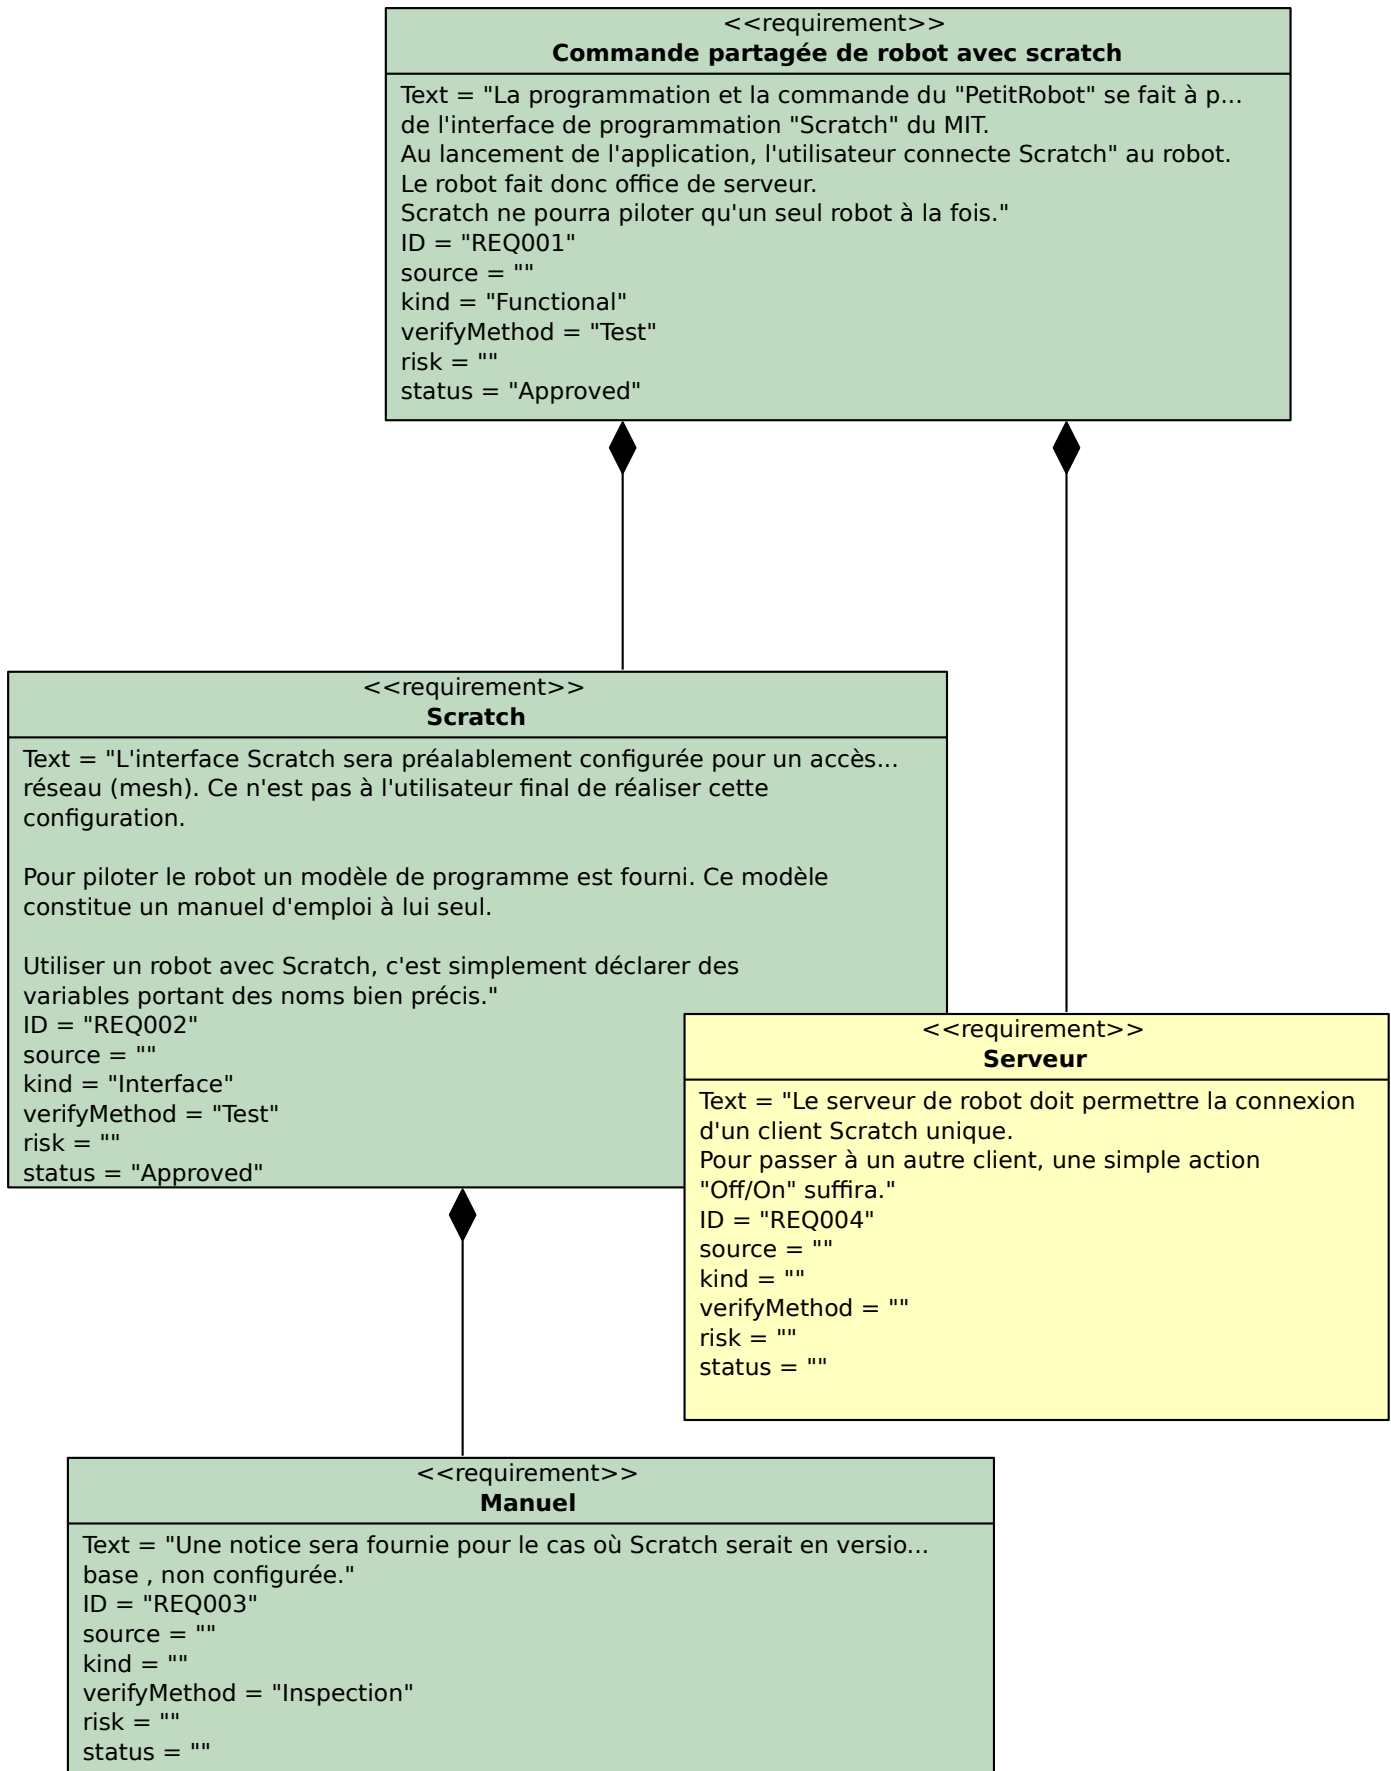 <<requirement>>
Commande partagée de robot avec scratch
Text = "La programmation et la commande du "PetitRobot" se fait à p...
de l'interface de programmation "Scratch" du MIT.
Au lancement de l'application, l'utilisateur connecte Scratch" au robot.
Le robot fait donc office de serveur.
Scratch ne pourra piloter qu'un seul robot à la fois."
ID = "REQ001"
source = ""
kind = "Functional"
verifyMethod = "Test"
risk = ""
status = "Approved"
<<requirement>>
Scratch
Text = "L'interface Scratch sera préalablement configurée pour un accès...
réseau (mesh). Ce n'est pas à l'utilisateur final de réaliser cette
configuration.
Pour piloter le robot un modèle de programme est fourni. Ce modèle
constitue un manuel d'emploi à lui seul.
Utiliser un robot avec Scratch, c'est simplement déclarer des
variables portant des noms bien précis."
ID = "REQ002"
source = ""
kind = "Interface"
verifyMethod = "Test"
risk = ""
status = "Approved"
<<requirement>>
Serveur
Text = "Le serveur de robot doit permettre la connexion
d'un client Scratch unique.
Pour passer à un autre client, une simple action
"Off/On" suffira."
ID = "REQ004"
source = ""
kind = ""
verifyMethod = ""
risk = ""
status = ""
<<requirement>>
Manuel
Text = "Une notice sera fournie pour le cas où Scratch serait en versio...
base , non configurée."
ID = "REQ003"
source = ""
kind = ""
verifyMethod = "Inspection"
risk = ""
status = ""